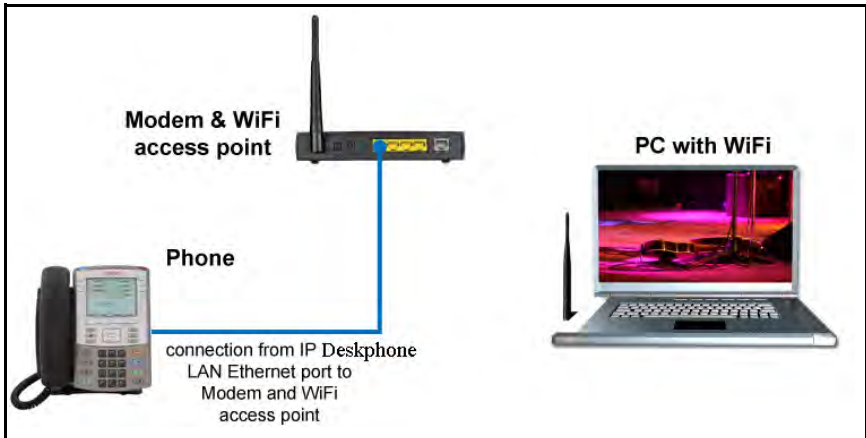 Modem & WiFi
access point
PC with WiFi
Phone
connection from IP Deskphone
LAN Ethernet port to
Modem and WiFi
access point